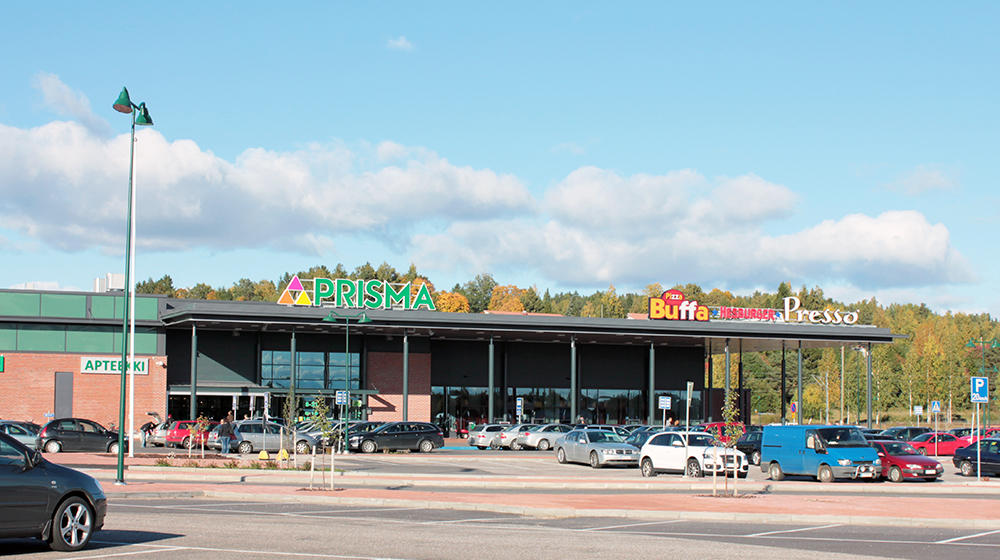 PRISMA
Pizza
Buffa
HESBURGER
Presso
APTEEKKI
P